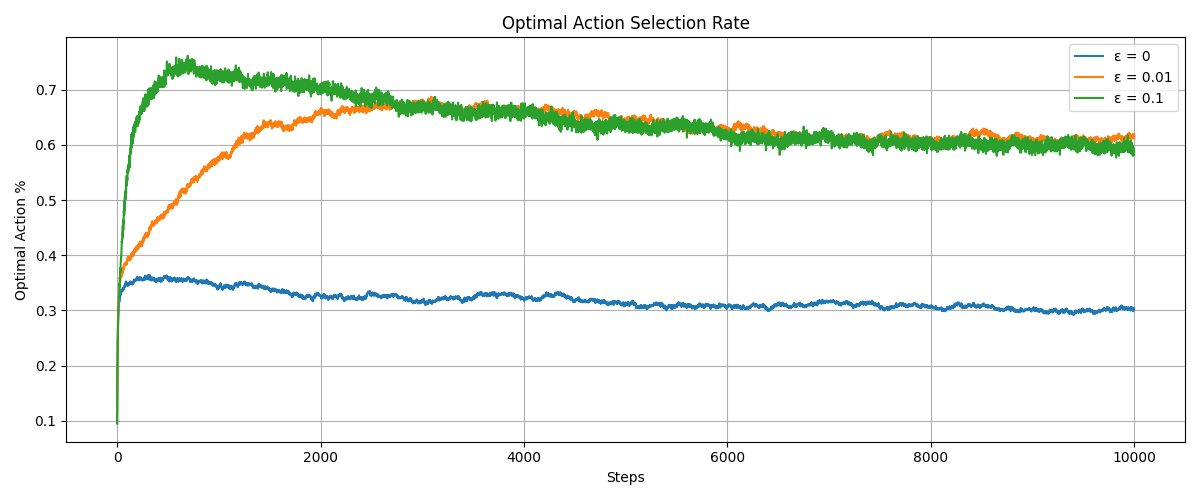 Optimal Action Selection Rate
ε = 0
ε = 0.01
ε = 0.1
Optimal Action %
0.7
0.6
0.5
0.4
0.3
0.2
0.1
0 2000 4000 6000 8000 10000
Steps